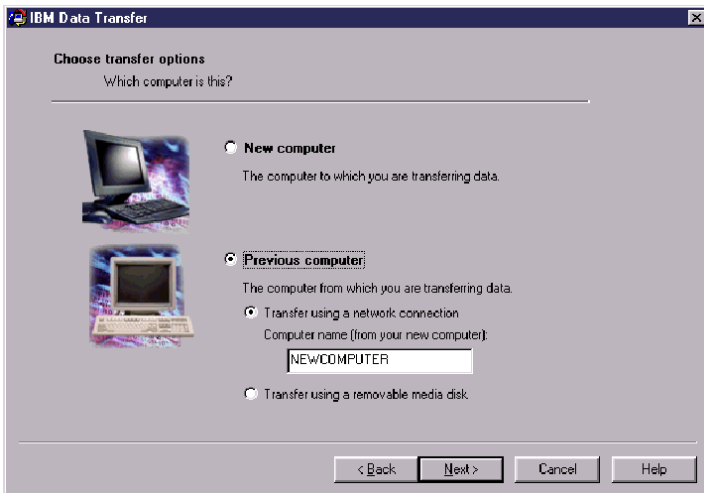 IBM Data Transfer
Choose transfer options
Which computer is this?
New computer
The computer to which you are transferring data.
Previous computer
The computer from which you are transferring data.
Transfer using a network connection
Computer name (from your new computer):
NEWCOMPUTER
Transfer using a removable media disk.
< Back Next > Cancel Help